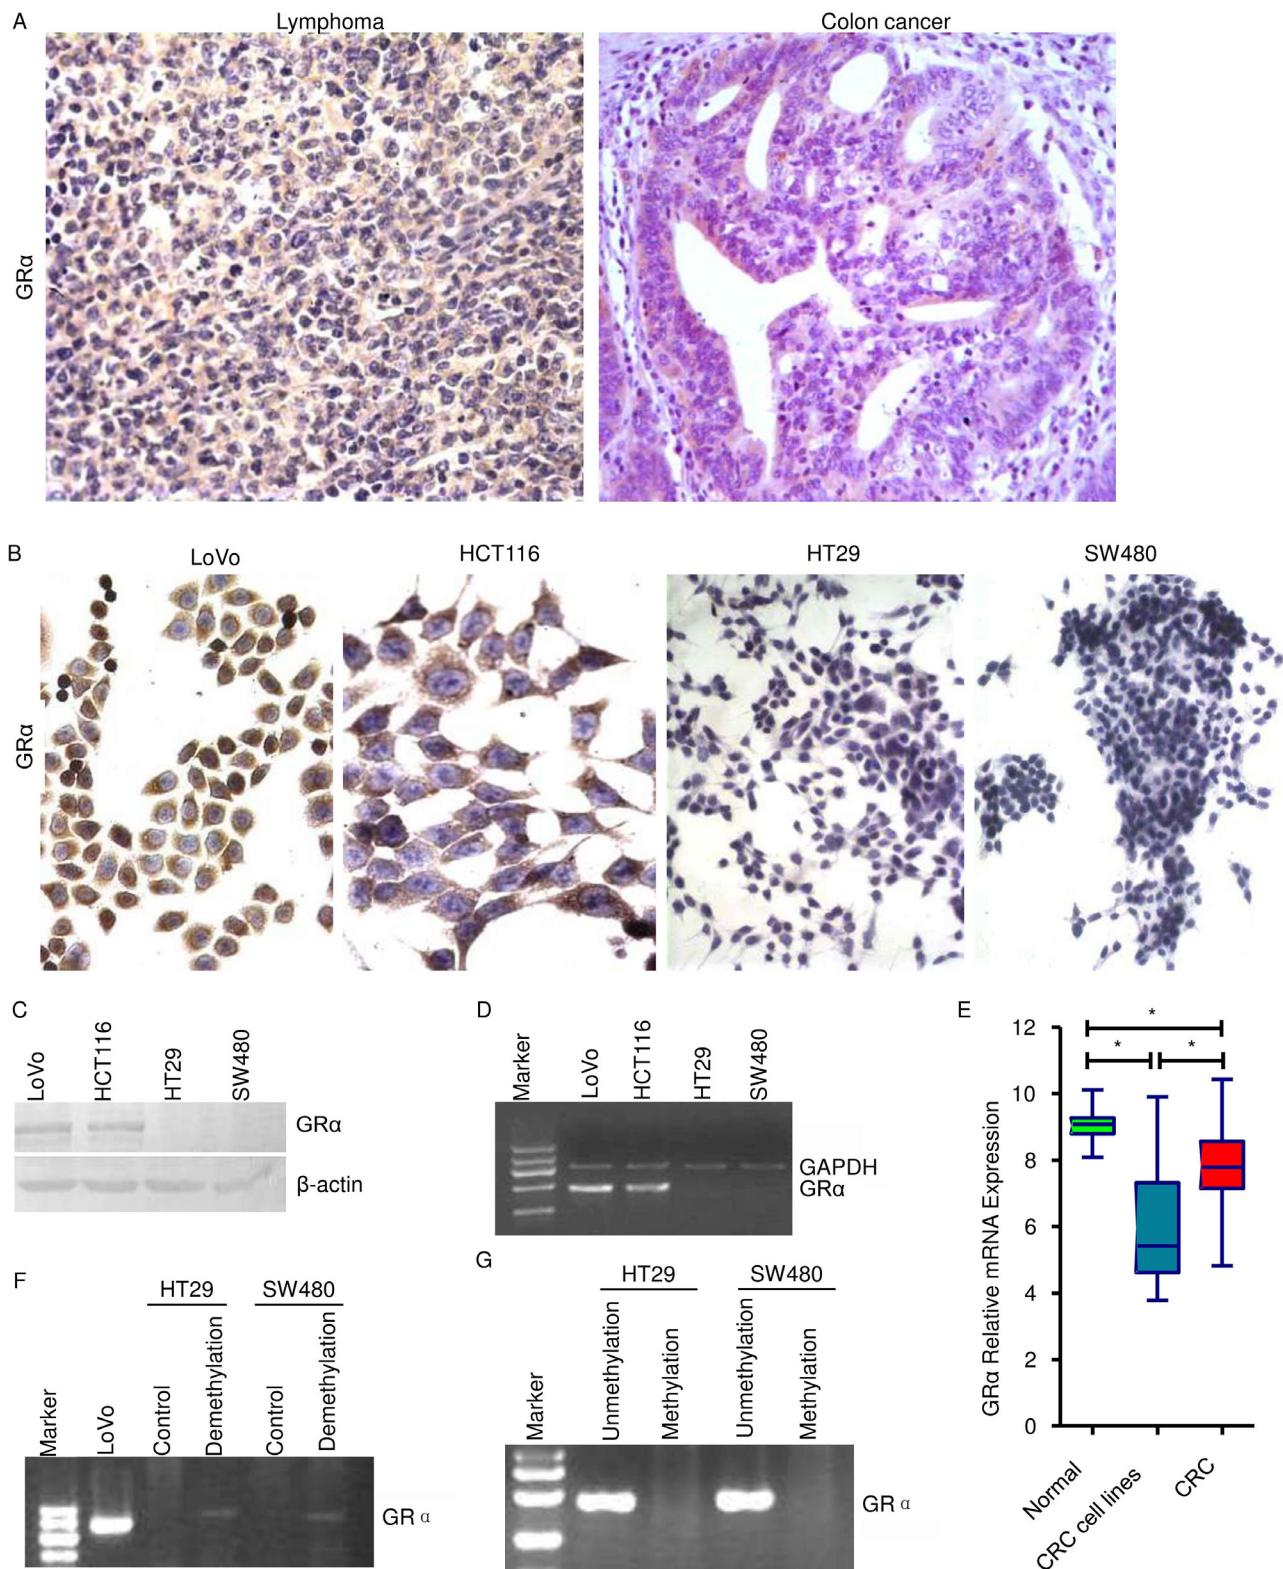 A
Lymphoma
Colon cancer
GRα
B
LoVo
HCT116
HT29
SW480
GRα
C
LoVo
HCT116
HT29
SW480
GRα
β-actin
D
Marker
LoVo
HCT116
HT29
SW480
GAPDH
GRα
E
GRα Relative mRNA Expression
12
10
8
6
4
2
0
*
*
*
Normal
CRC cell lines
CRC
F
HT29
SW480
Marker
LoVo
Control
Demethylation
Control
Demethylation
GR α
G
HT29
SW480
Marker
Unmethylation
Methylation
Unmethylation
Methylation
GR α